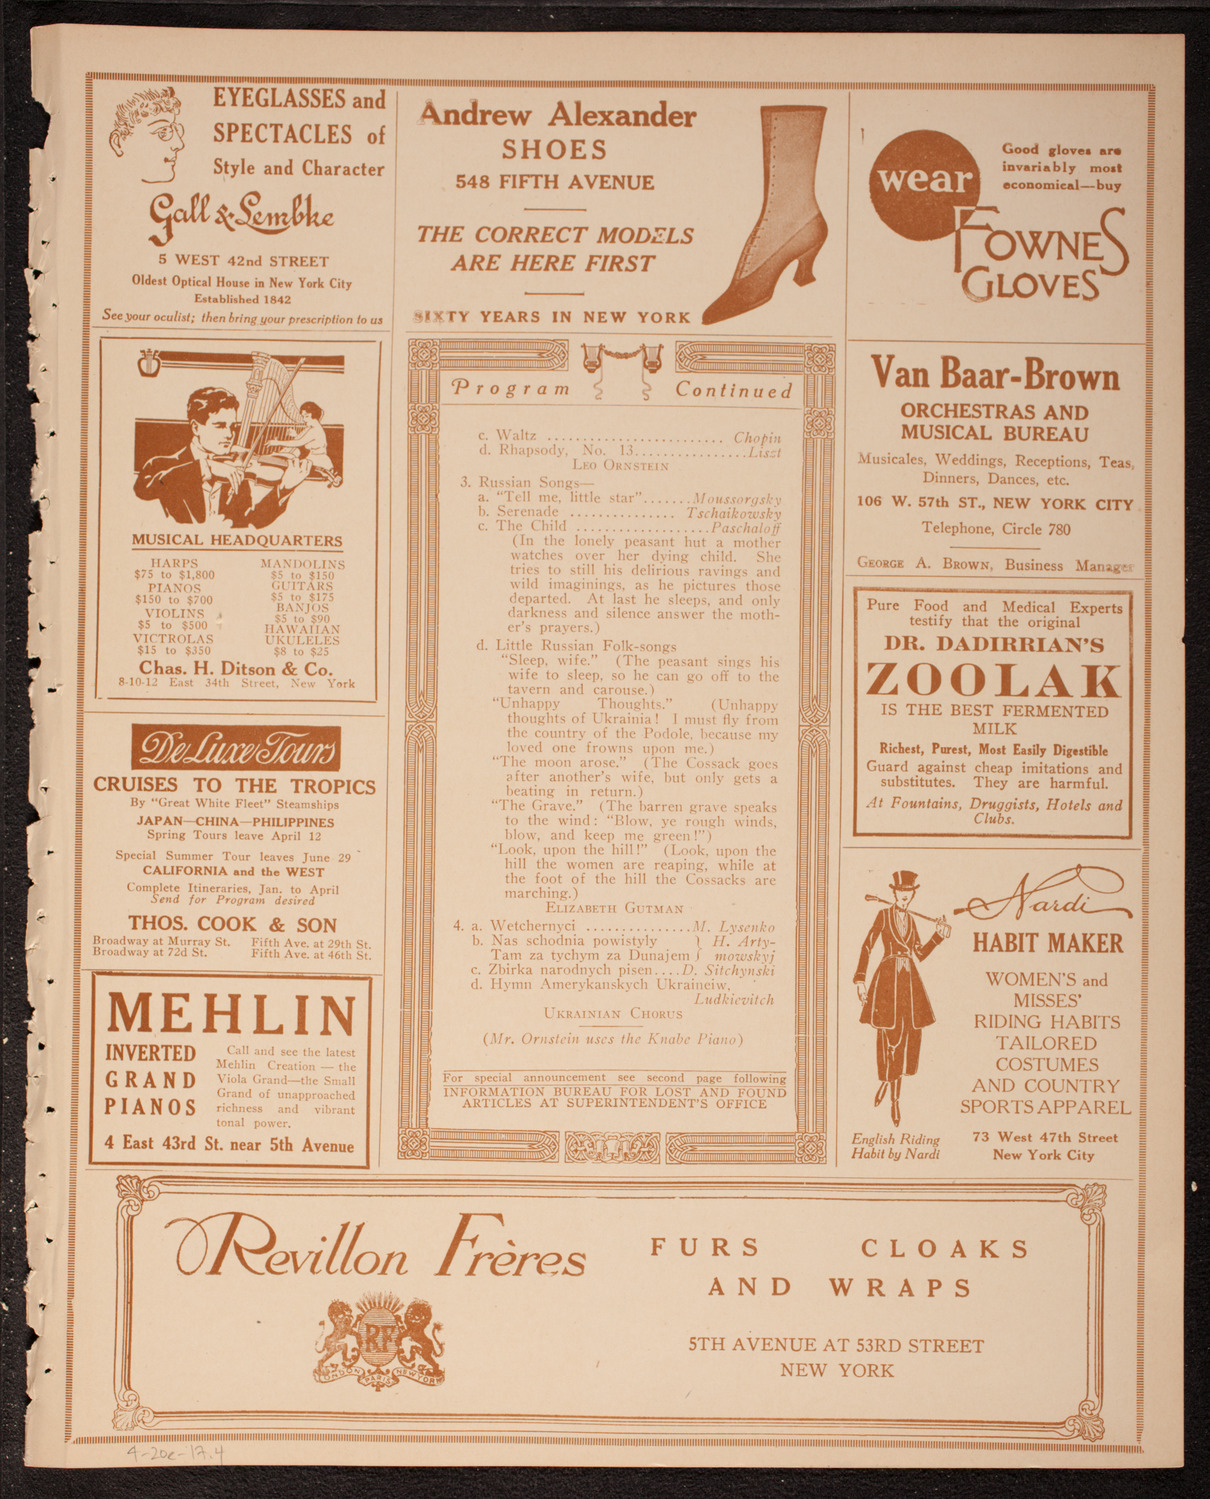 EYEGLASSES and
SPECTACLES of
Style and Character
Gall & Lembke
5 WEST 42nd STREET
Oldest Optical House in New York City
Established 1842
See your oculist; then bring your prescription to us
Andrew Alexander
SHOES
548 FIFTH AVENUE
THE CORRECT MODELS
ARE HERE FIRST
SIXTY YEARS IN NEW YORK
wear
Good gloves are
invariably most
economical—buy
FOWNES
GLOVES
MUSICAL HEADQUARTERS
HARPS
$75 to $1,800
PIANOS
$150 to $700
VIOLINS
$5 to $500
VICTROLAS
$15 to $350
MANDOLINS
$5 to $150
GUITARS
$5 to $175
BANJOS
$5 to $90
HAWAIIAN
UKULELES
$8 to $25
Chas. H. Ditson & Co.
8-10-12 East 34th Street, New York
De Luxe Tours
CRUISES TO THE TROPICS
By "Great White Fleet" Steamships
JAPAN—CHINA—PHILIPPINES
Spring Tours leave April 12
Special Summer Tour leaves June 29
CALIFORNIA and the WEST
Complete Itineraries, Jan. to April
Send for Program desired
THOS. COOK & SON
Broadway at Murray St. Fifth Ave. at 29th St.
Broadway at 72d St. Fifth Ave. at 46th St.
MEHLIN
INVERTED
GRAND
PIANOS
Call and see the latest
Mehlin Creation — the
Viola Grand—the Small
Grand of unapproached
richness and vibrant
tonal power.
4 East 43rd St. near 5th Avenue
Program Continued
c. Waltz ........................ Chopin
d. Rhapsody, No. 13................Liszt
LEO ORNSTEIN
3. Russian Songs—
a. "Tell me, little star".......Moussorgsky
b. Serenade ............... Tschaikowsky
c. The Child ...................Paschaloff
(In the lonely peasant hut a mother
watches over her dying child. She
tries to still his delirious ravings and
wild imaginings, as he pictures those
departed. At last he sleeps, and only
darkness and silence answer the moth-
er's prayers.)
d. Little Russian Folk-songs
"Sleep, wife." (The peasant sings his
wife to sleep, so he can go off to the
tavern and carouse.)
"Unhappy Thoughts." (Unhappy
thoughts of Ukrainia! I must fly from
the country of the Podole, because my
loved one frowns upon me.)
"The moon arose." (The Cossack goes
after another's wife, but only gets a
beating in return.)
"The Grave." (The barren grave speaks
to the wind: "Blow, ye rough winds,
blow, and keep me green!")
"Look, upon the hill!" (Look, upon the
hill the women are reaping, while at
the foot of the hill the Cossacks are
marching.)
ELIZABETH GUTMAN
4. a. Wetchernyci ...............M. Lysenko
b. Nas schodnia powistyly } H. Arty-
Tam za tychym za Dunajem } mowskyj
c. Zbirka narodnych pisen....D. Sitchynski
d. Hymn Amerykanskych Ukraineiw,
Ludkievitch
UKRAINIAN CHORUS
(Mr. Ornstein uses the Knabe Piano)
For special announcement see second page following
INFORMATION BUREAU FOR LOST AND FOUND
ARTICLES AT SUPERINTENDENT'S OFFICE
Van Baar-Brown
ORCHESTRAS AND
MUSICAL BUREAU
Musicales, Weddings, Receptions, Teas,
Dinners, Dances, etc.
106 W. 57th ST., NEW YORK CITY
Telephone, Circle 780
GEORGE A. BROWN, Business Manager
Pure Food and Medical Experts
testify that the original
DR. DADIRRIAN'S
ZOOLAK
IS THE BEST FERMENTED
MILK
Richest, Purest, Most Easily Digestible
Guard against cheap imitations and
substitutes. They are harmful.
At Fountains, Druggists, Hotels and
Clubs.
Nardi
HABIT MAKER
WOMEN'S and
MISSES'
RIDING HABITS
TAILORED
COSTUMES
AND COUNTRY
SPORTS APPAREL
English Riding
Habit by Nardi
73 West 47th Street
New York City
Revillon Frères
RF
LONDON PARIS NEW YORK
FURS CLOAKS
AND WRAPS
5TH AVENUE AT 53RD STREET
NEW YORK
4-20e-17.4